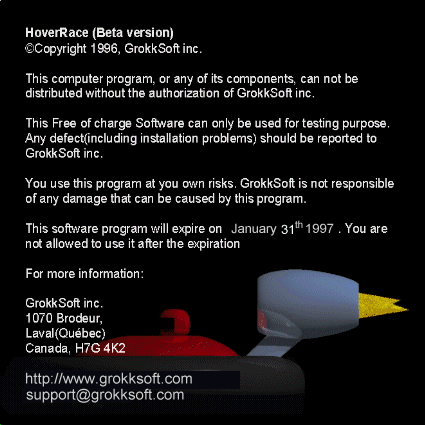 HoverRace (Beta version)
©Copyright 1996, GrokkSoft inc.
This computer program, or any of its components, can not be
distributed without the authorization of GrokkSoft inc.
This Free of charge Software can only be used for testing purpose.
Any defect(including installation problems) should be reported to
GrokkSoft inc.
You use this program at you own risks. GrokkSoft is not responsible
of any damage that can be caused by this program.
This software program will expire on January 31th 1997 . You are
not allowed to use it after the expiration
For more information:
GrokkSoft inc.
1070 Brodeur,
Laval(Québec)
Canada, H7G 4K2
http://www.grokksoft.com
support@grokksoft.com